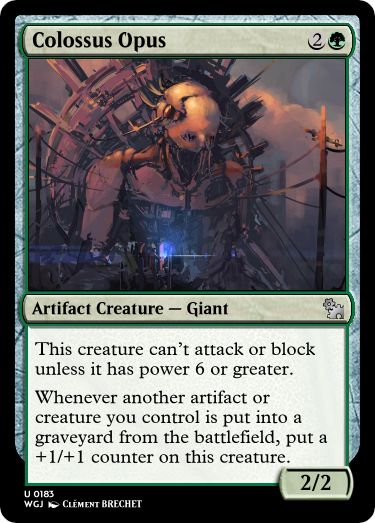 Colossus Opus 2
Artifact Creature — Giant
This creature can't attack or block
unless it has power 6 or greater.
Whenever another artifact or
creature you control is put into a
graveyard from the battlefield, put a
+1/+1 counter on this creature.
2/2
U 0183
WGJ Clément BRECHET